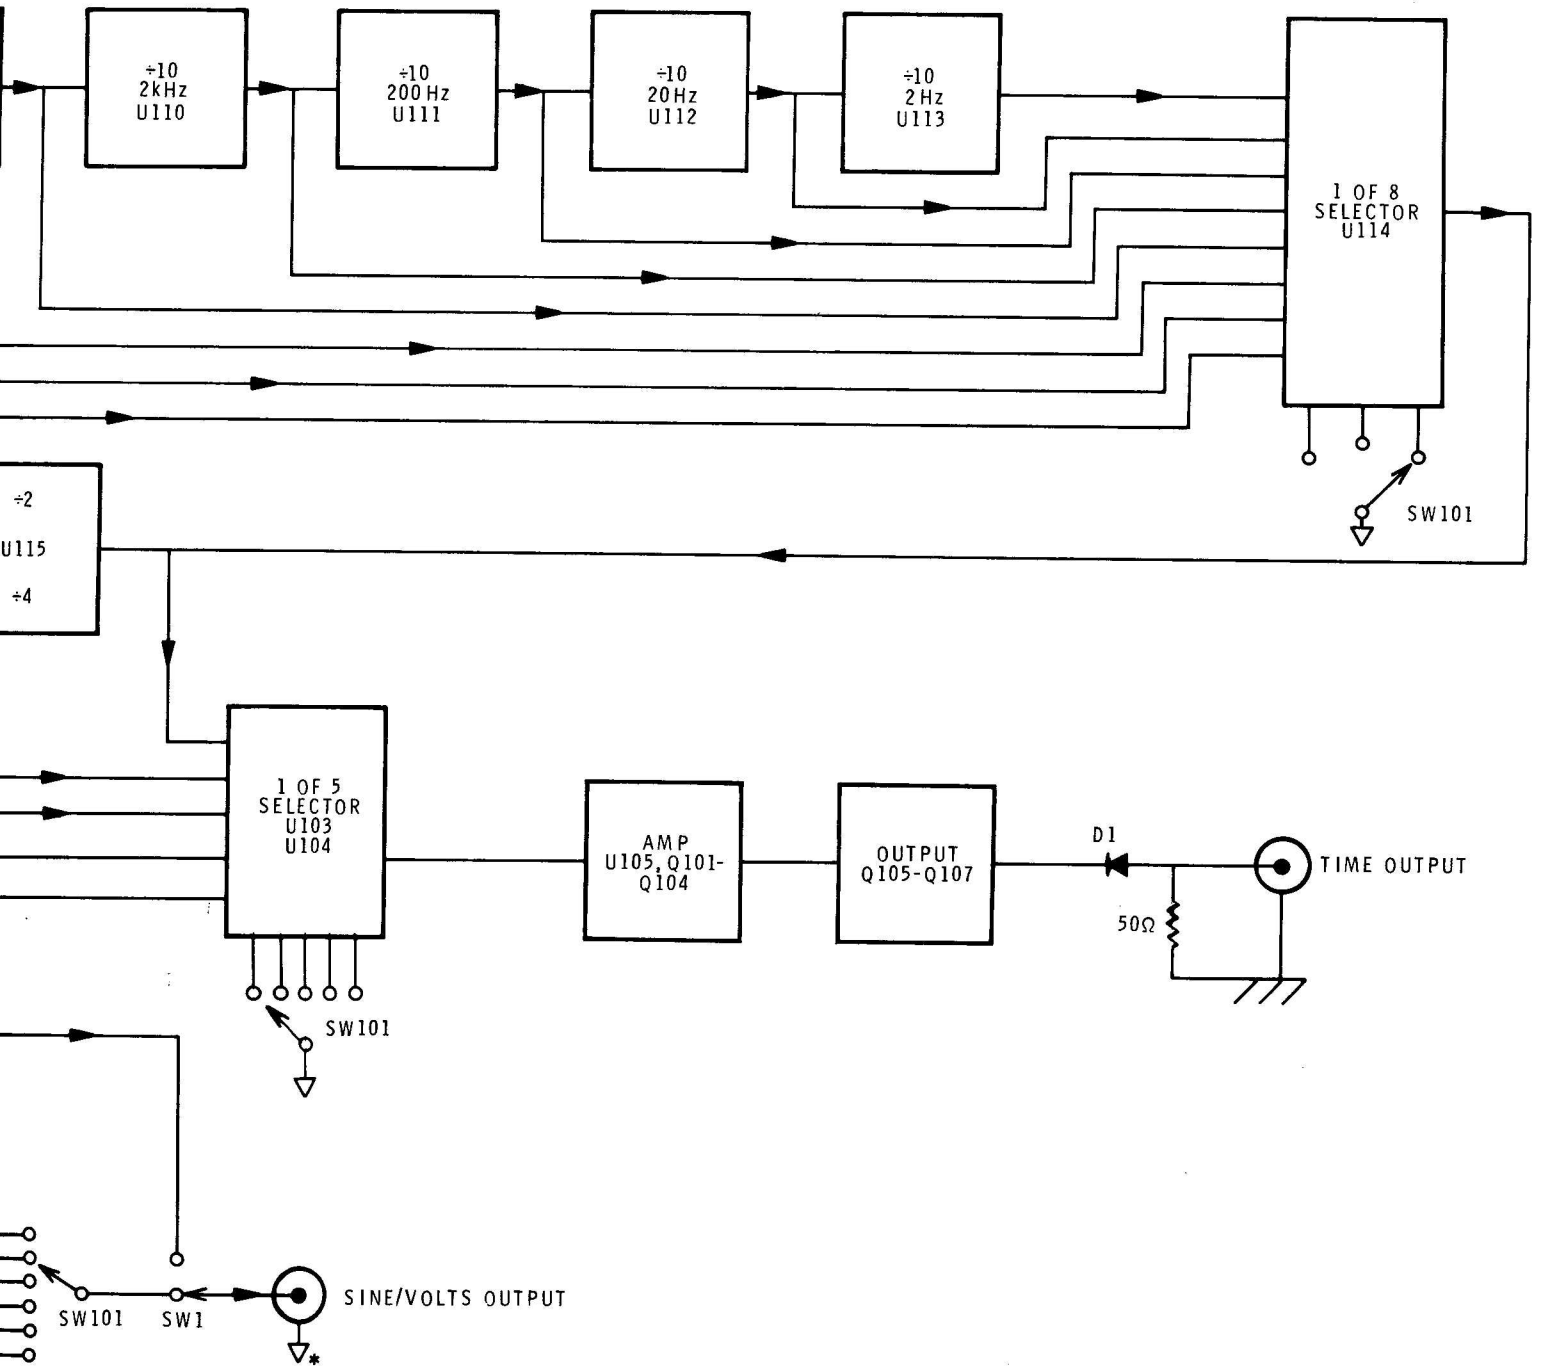 ÷10
2kHz
U110
÷10
200Hz
U111
÷10
20Hz
U112
÷10
2Hz
U113
1 OF 8
SELECTOR
U114
SW101
÷2
U115
÷4
1 OF 5
SELECTOR
U103
U104
SW101
AMP
U105,Q101-
Q104
OUTPUT
Q105-Q107
D1
50Ω
TIME OUTPUT
SW101
SW1
SINE/VOLTS OUTPUT
*